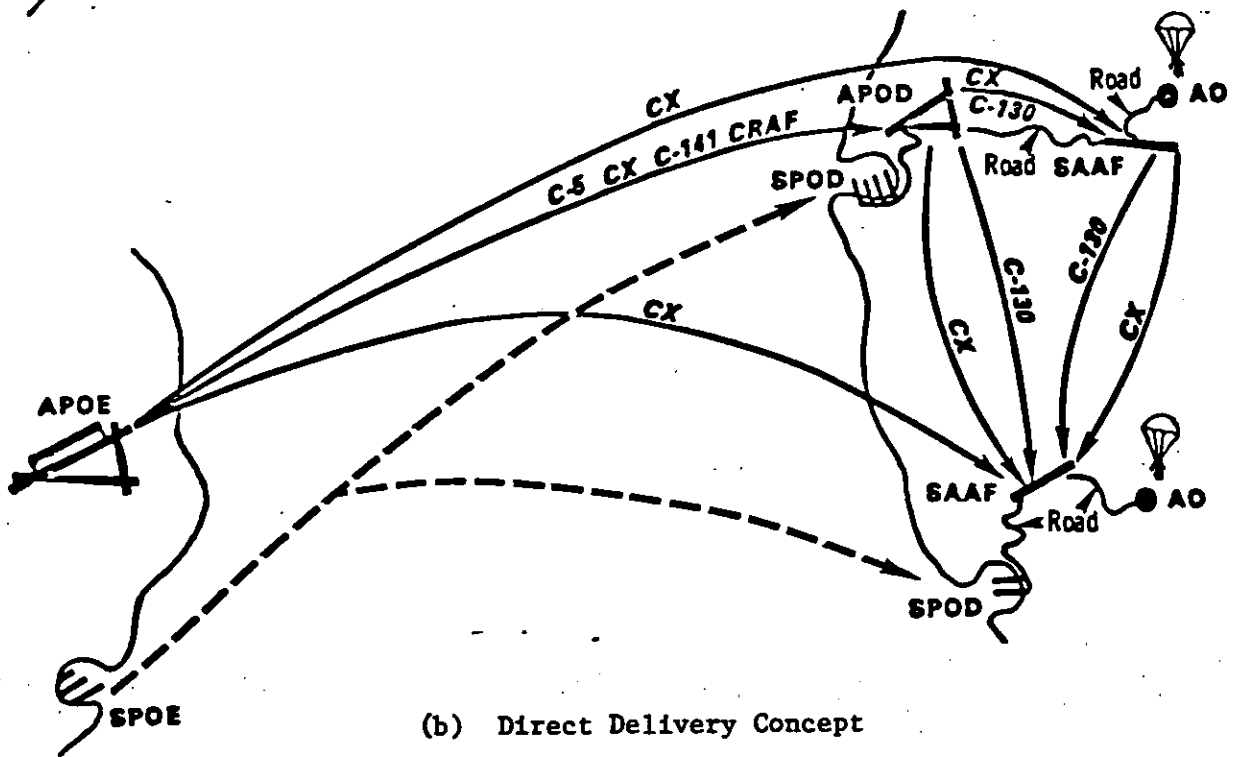 CX
APOD
CX
C-130
Road
AO
C-5 CX C-141 CRAF
Road
SAAF
SPOD
CX
C-130
C-130
CX
CX
APOE
SAAF
Road
AO
SPOD
SPOE
(b) Direct Delivery Concept